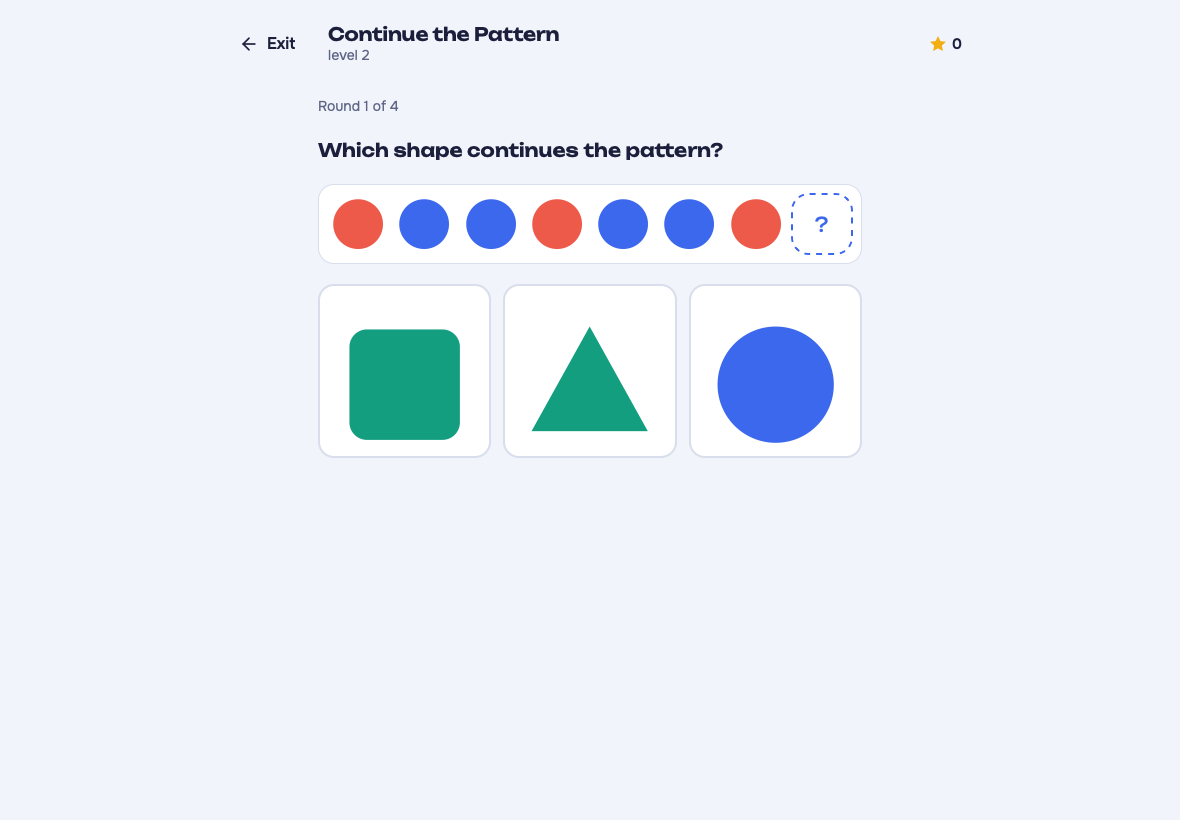 Exit
Continue the Pattern
level 2
0
Round 1 of 4
Which shape continues the pattern?
?